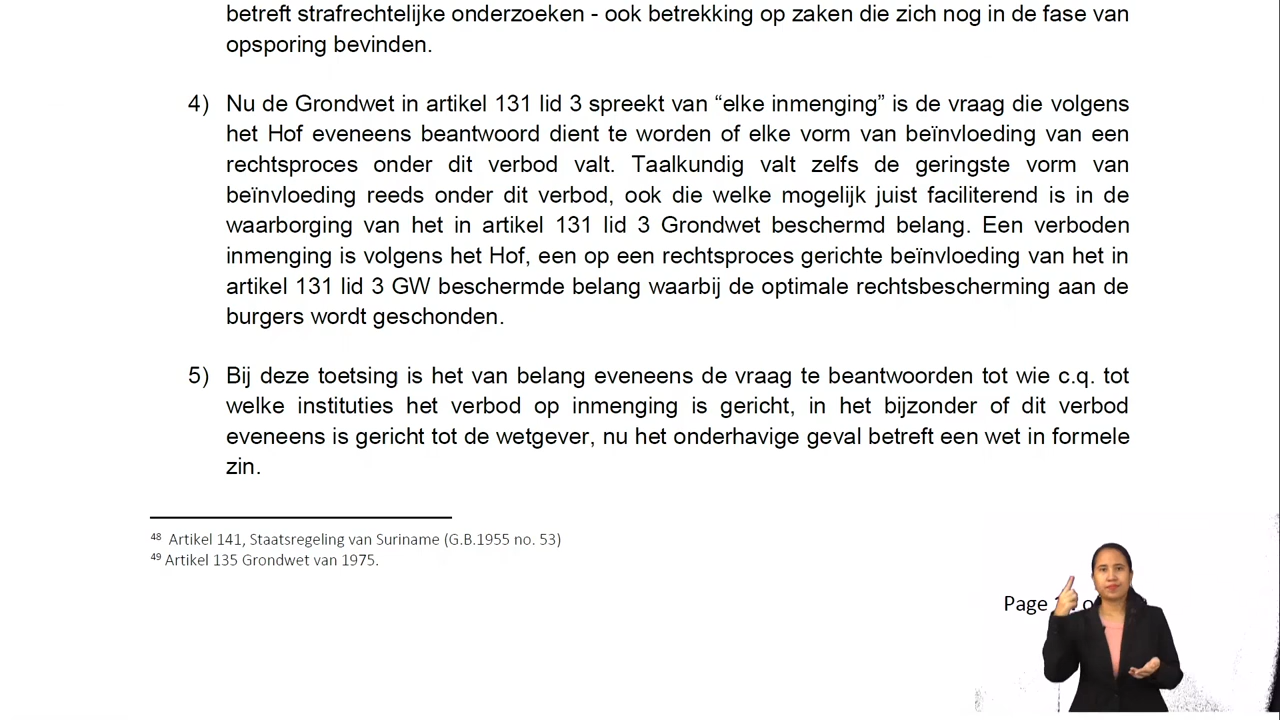 betreft strafrechtelijke onderzoeken - ook betrekking op zaken die zich nog in de fase van
opsporing bevinden.
4) Nu de Grondwet in artikel 131 lid 3 spreekt van “elke inmenging” is de vraag die volgens
het Hof eveneens beantwoord dient te worden of elke vorm van beïnvloeding van een
rechtsproces onder dit verbod valt. Taalkundig valt zelfs de geringste vorm van
beïnvloeding reeds onder dit verbod, ook die welke mogelijk juist faciliterend is in de
waarborging van het in artikel 131 lid 3 Grondwet beschermd belang. Een verboden
inmenging is volgens het Hof, een op een rechtsproces gerichte beïnvloeding van het in
artikel 131 lid 3 GW beschermde belang waarbij de optimale rechtsbescherming aan de
burgers wordt geschonden.
5) Bij deze toetsing is het van belang eveneens de vraag te beantwoorden tot wie c.q. tot
welke instituties het verbod op inmenging is gericht, in het bijzonder of dit verbod
eveneens is gericht tot de wetgever, nu het onderhavige geval betreft een wet in formele
zin.
48 Artikel 141, Staatsregeling van Suriname (G.B.1955 no. 53)
49 Artikel 135 Grondwet van 1975.
Page